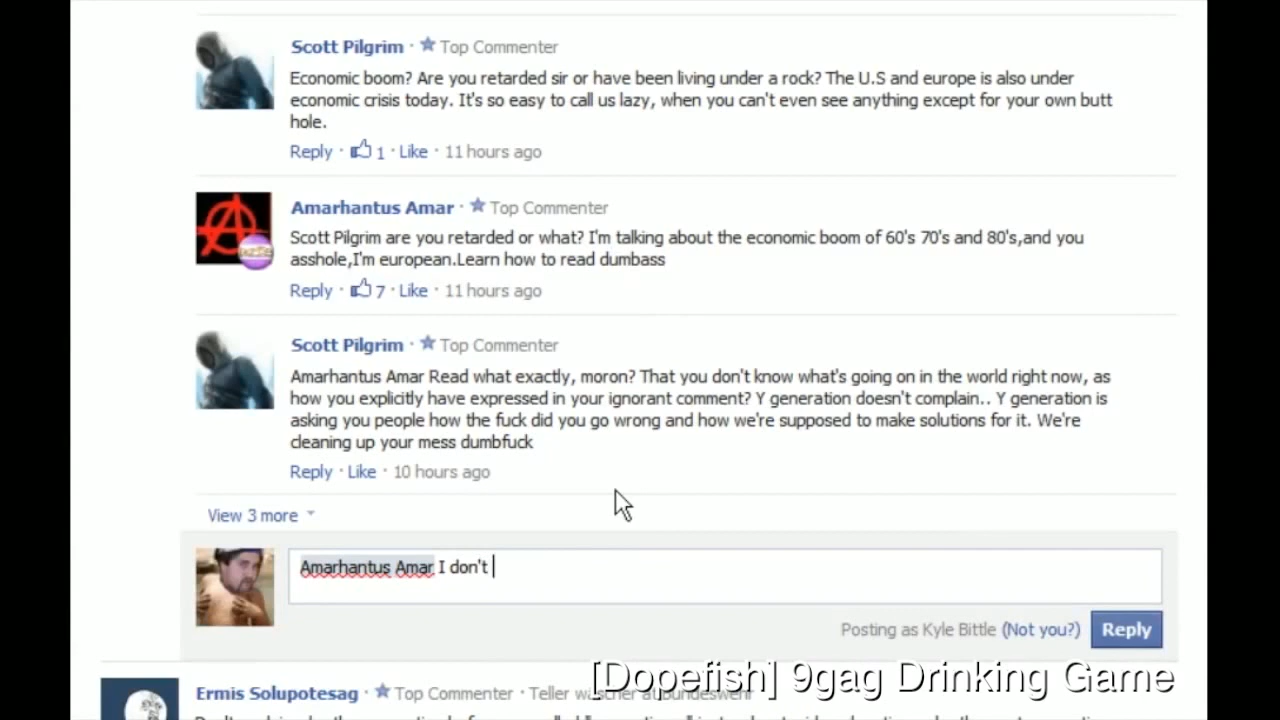 Scott Pilgrim · Top Commenter
Economic boom? Are you retarded sir or have been living under a rock? The U.S and europe is also under
economic crisis today. It's so easy to call us lazy, when you can't even see anything except for your own butt
hole.
Reply · 1 · Like · 11 hours ago
Amarhantus Amar · Top Commenter
Scott Pilgrim are you retarded or what? I'm talking about the economic boom of 60's 70's and 80's,and you
asshole,I'm european.Learn how to read dumbass
Reply · 7 · Like · 11 hours ago
Scott Pilgrim · Top Commenter
Amarhantus Amar Read what exactly, moron? That you don't know what's going on in the world right now, as
how you explicitly have expressed in your ignorant comment? Y generation doesn't complain.. Y generation is
asking you people how the fuck did you go wrong and how we're supposed to make solutions for it. We're
cleaning up your mess dumbfuck
Reply · Like · 10 hours ago
View 3 more
Amarhantus Amar I don't
Posting as Kyle Bittle (Not you?) Reply
[Dopefish] 9gag Drinking Game
Ermis Solupotesag · Top Commenter · Teller